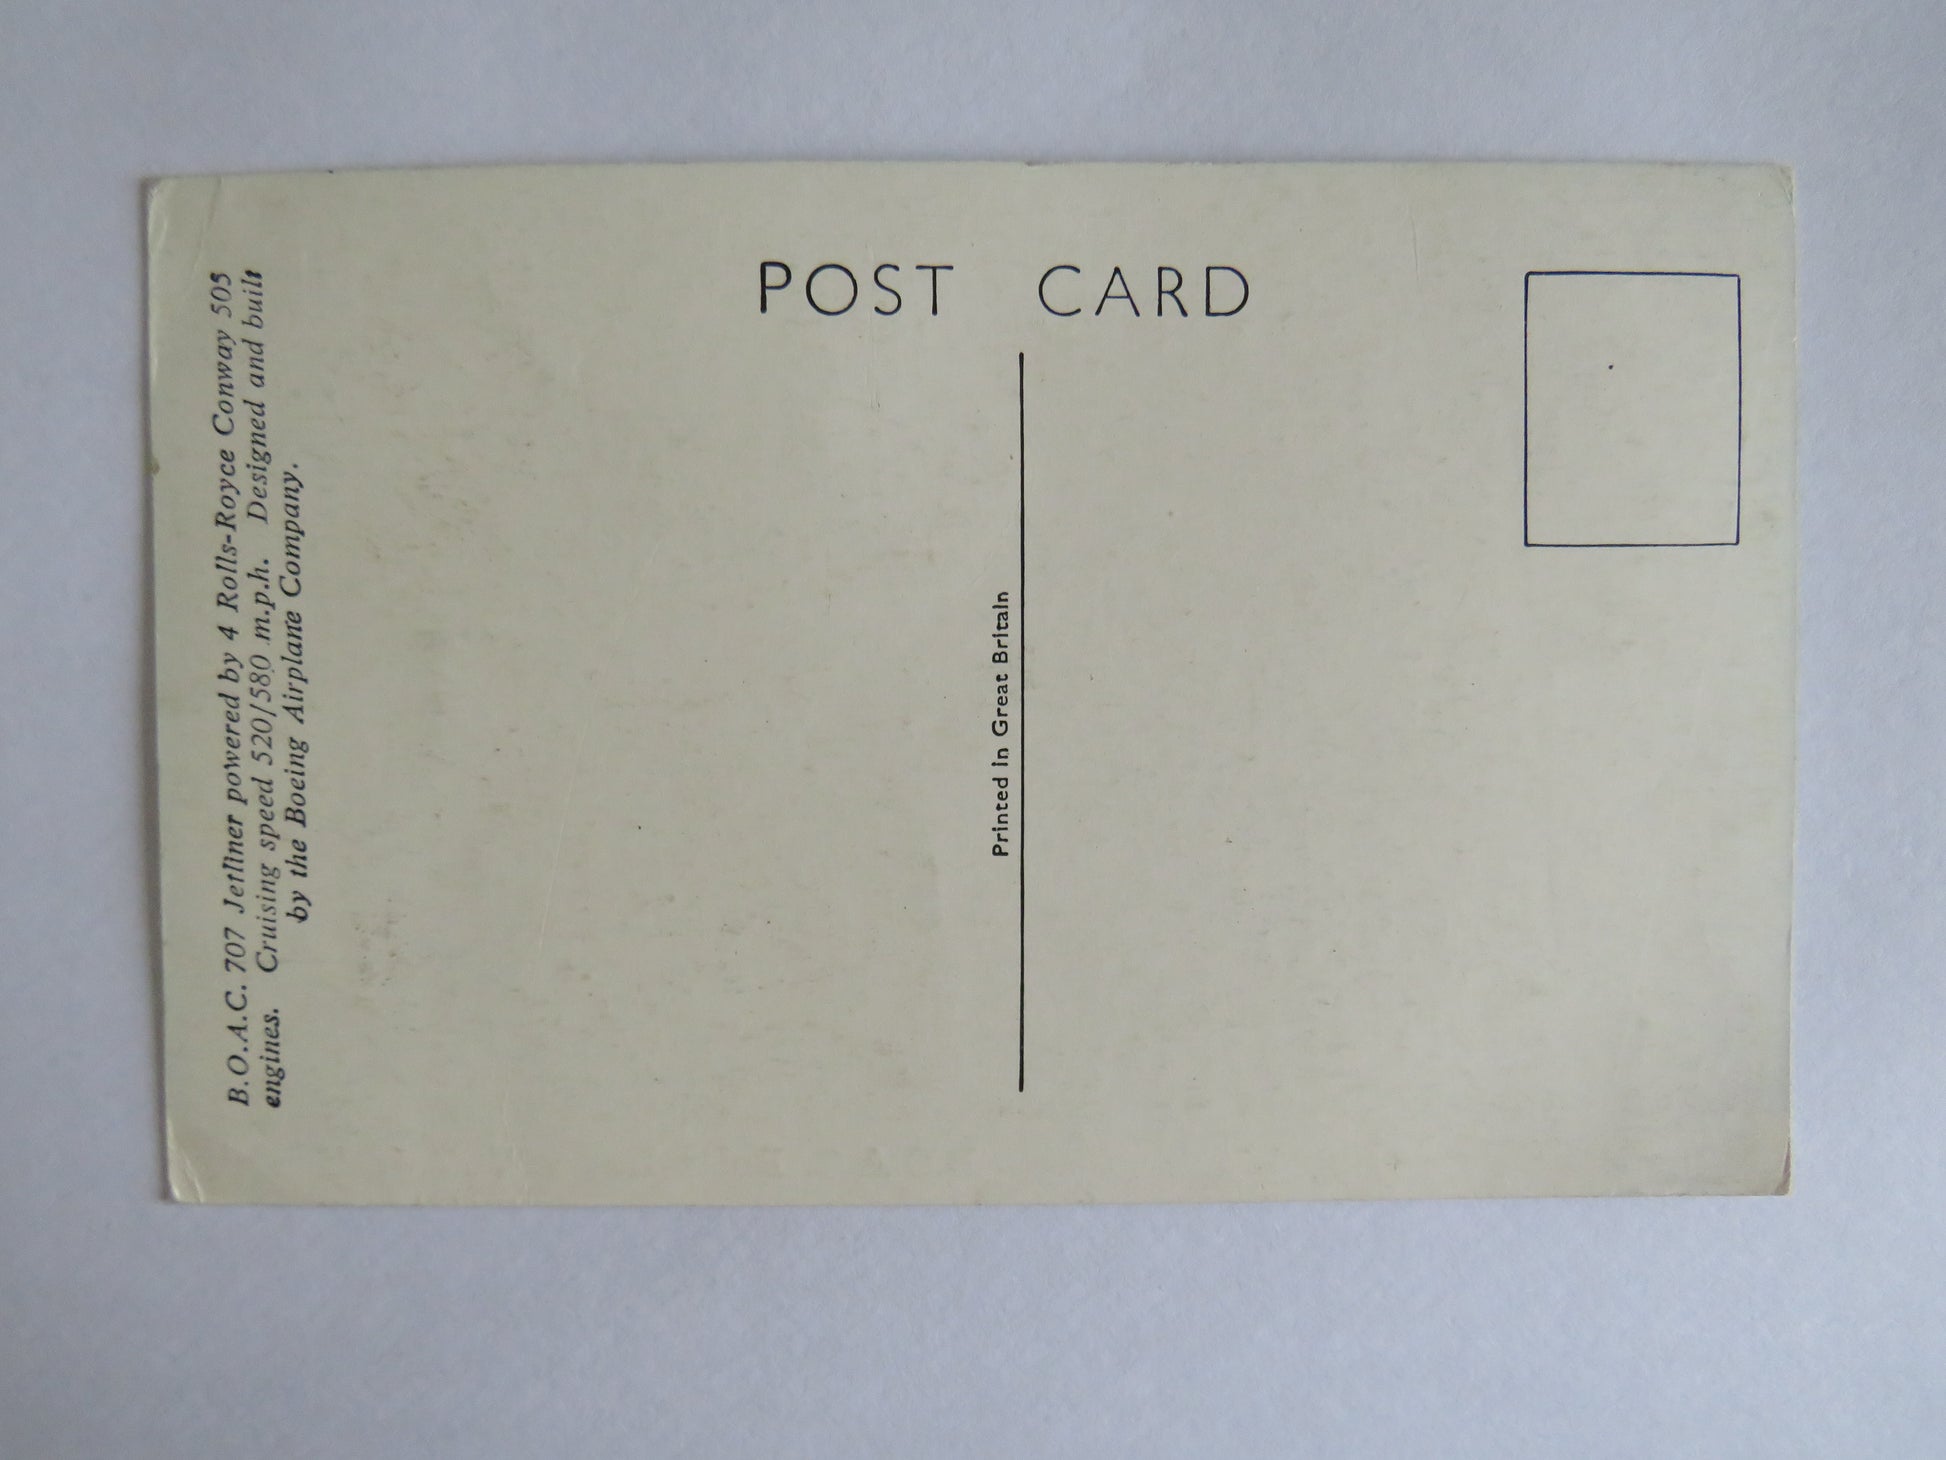 POST CARD
B.O.A.C. 707 Jetliner powered by 4 Rolls-Royce Conway 505
engines. Cruising speed 520/580 m.p.h. Designed and built
by the Boeing Airplane Company.
Printed in Great Britain